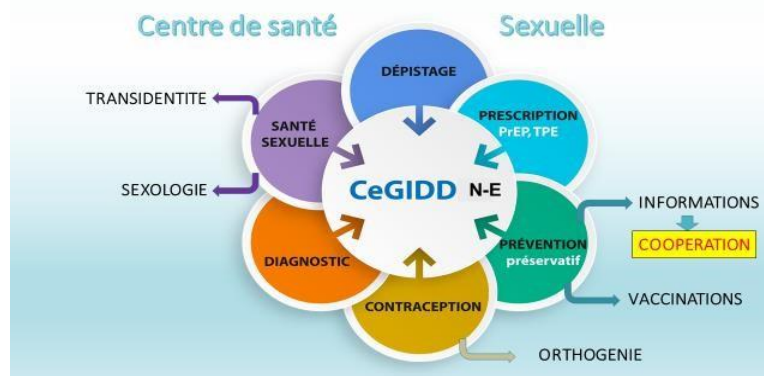 Centre de santé Sexuelle
DÉPISTAGE
TRANSIDENTITE
SANTÉ
SEXUELLE
PRESCRIPTION
PrEP, TPE
SEXOLOGIE
CeGIDD N-E
INFORMATIONS
COOPERATION
PRÉVENTION
préservatif
DIAGNOSTIC
CONTRACEPTION
VACCINATIONS
ORTHOGENIE